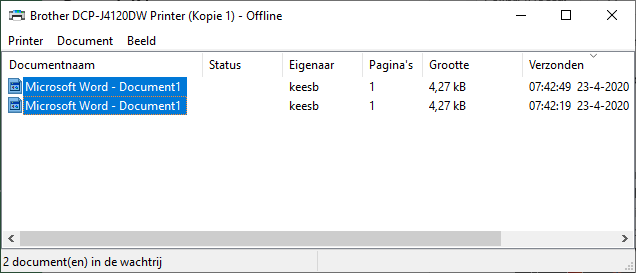 Brother DCP-J4120DW Printer (Kopie 1) - Offline
Printer Document Beeld
Documentnaam Status Eigenaar Pagina's Grootte Verzonden
Microsoft Word - Document1 keesb 1 4,27 kB 07:42:49 23-4-2020
Microsoft Word - Document1 keesb 1 4,27 kB 07:42:19 23-4-2020
2 document(en) in de wachtrij